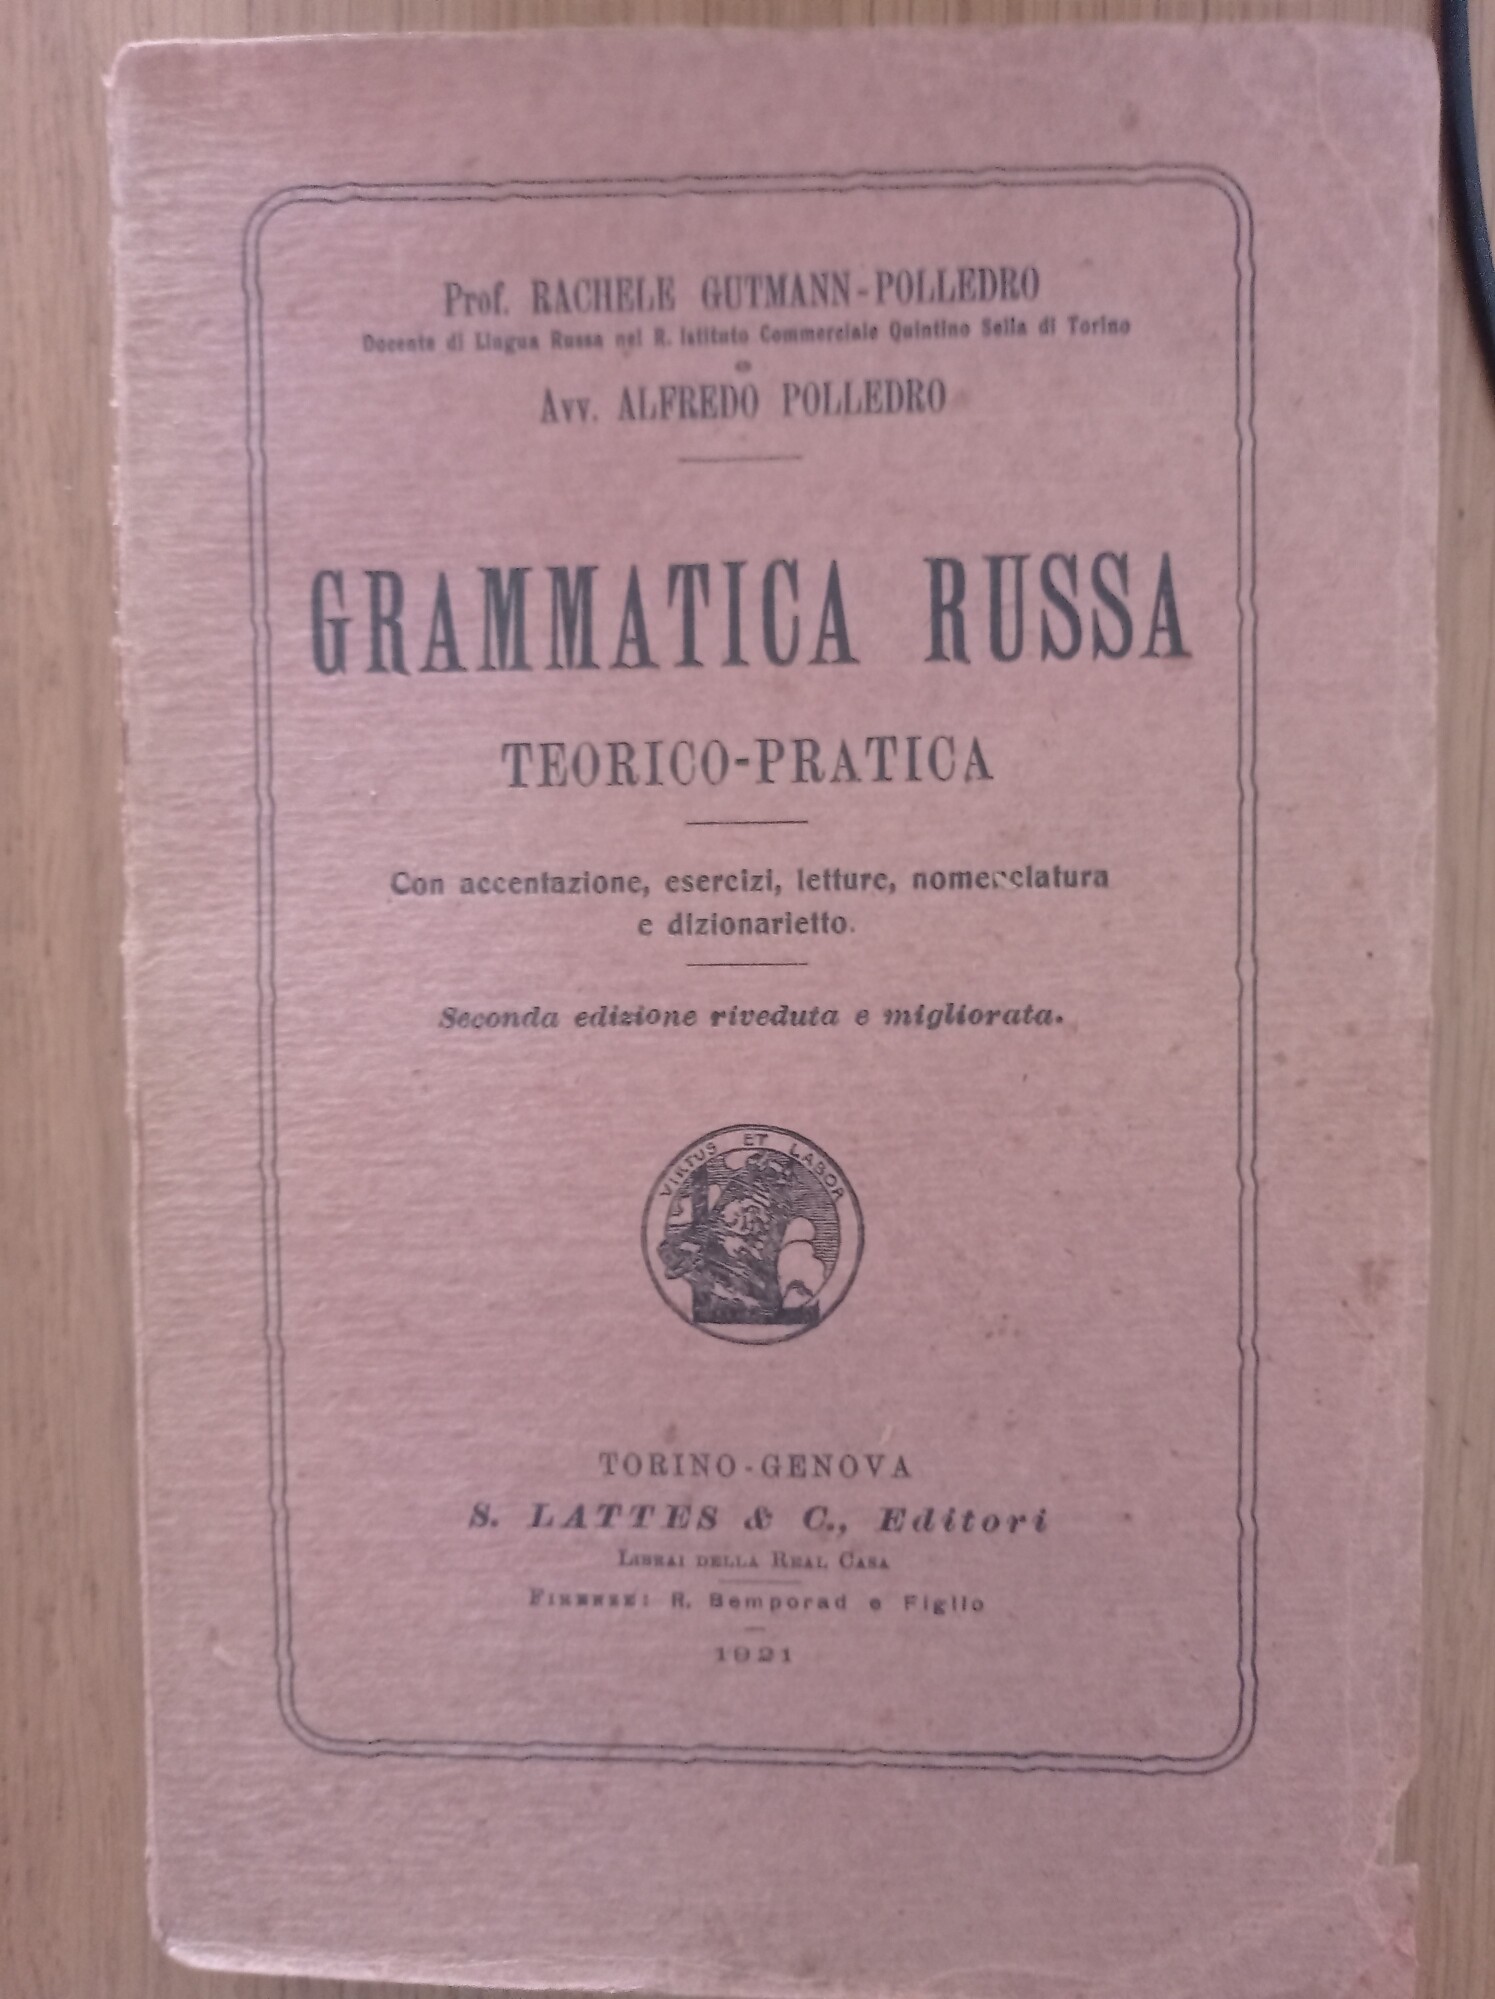 Prof. RACHELE GUTMANN-POLLEDRO
Docente di Lingua Russa nel R. Istituto Commerciale Quintino Sella di Torino
e
Avv. ALFREDO POLLEDRO
GRAMMATICA RUSSA
TEORICO-PRATICA
Con accentazione, esercizi, letture, nomenclatura
e dizionarietto.
Seconda edizione riveduta e migliorata.
VIRTUS ET LABOR
TORINO-GENOVA
S. LATTES & C., Editori
LIBRAI DELLA REAL CASA
FIRENZE: R. Bemporad e Figlio
1921